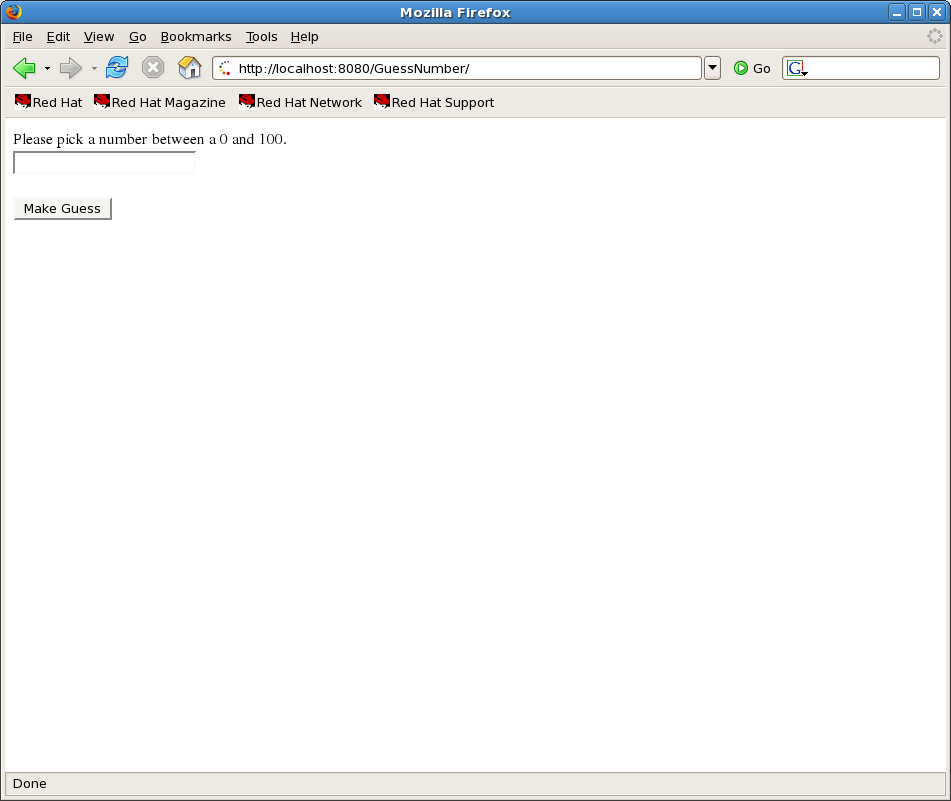 Mozilla Firefox
File Edit View Go Bookmarks Tools Help
http://localhost:8080/GuessNumber/ Go G
Red Hat Red Hat Magazine Red Hat Network Red Hat Support
Please pick a number between a 0 and 100.
Make Guess
Done